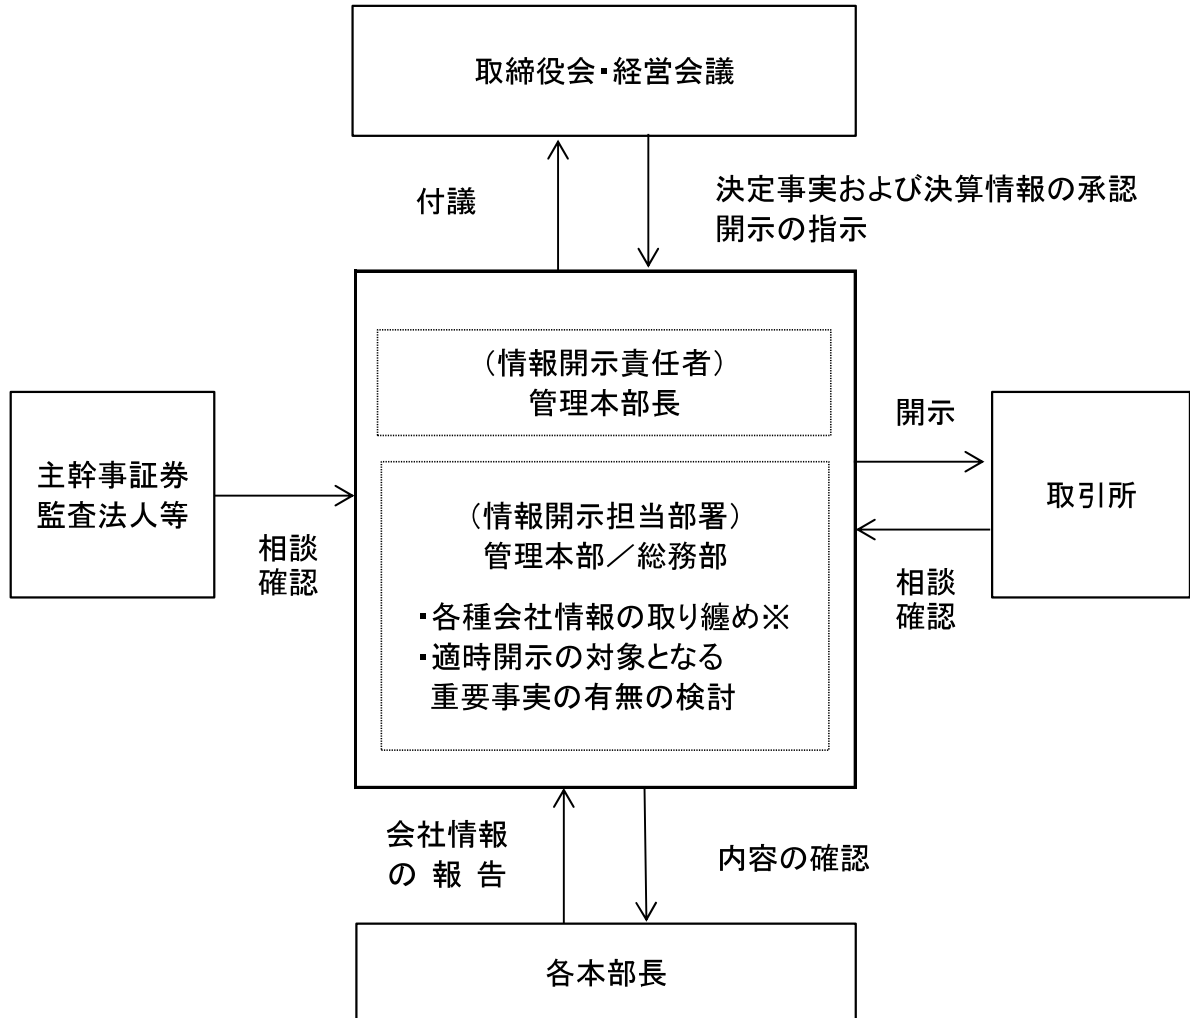 取締役会・経営会議
付議
決定事実および決算情報の承認
開示の指示
（情報開示責任者）
管理本部長
開示
主幹事証券
監査法人等
取引所
（情報開示担当部署）
管理本部／総務部
相談
確認
相談
確認
・各種会社情報の取り纏め※
・適時開示の対象となる
重要事実の有無の検討
会社情報
の 報 告
内容の確認
各本部長